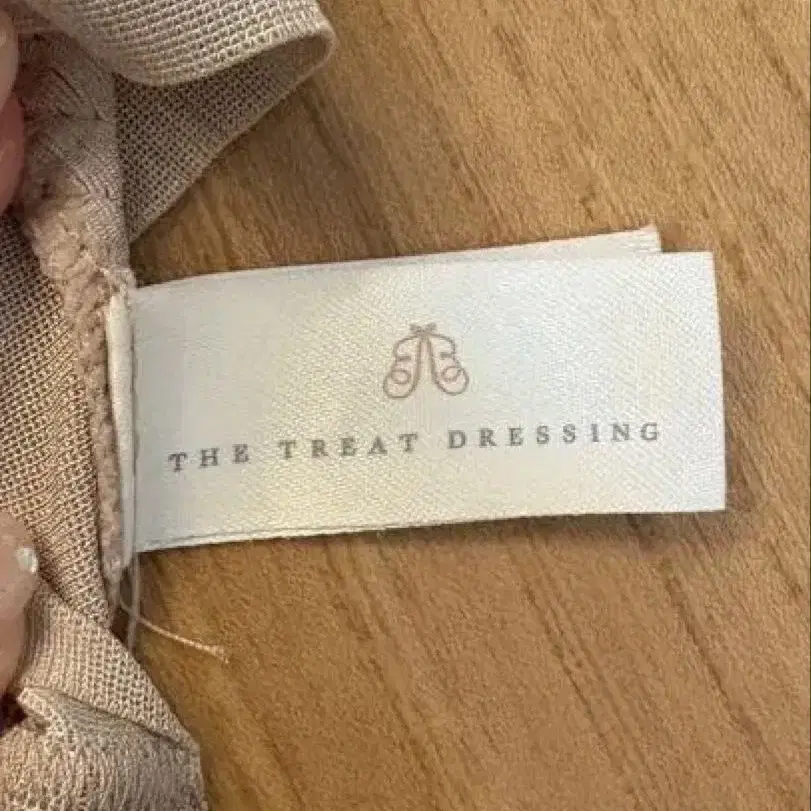 THE TREAT DRESSING